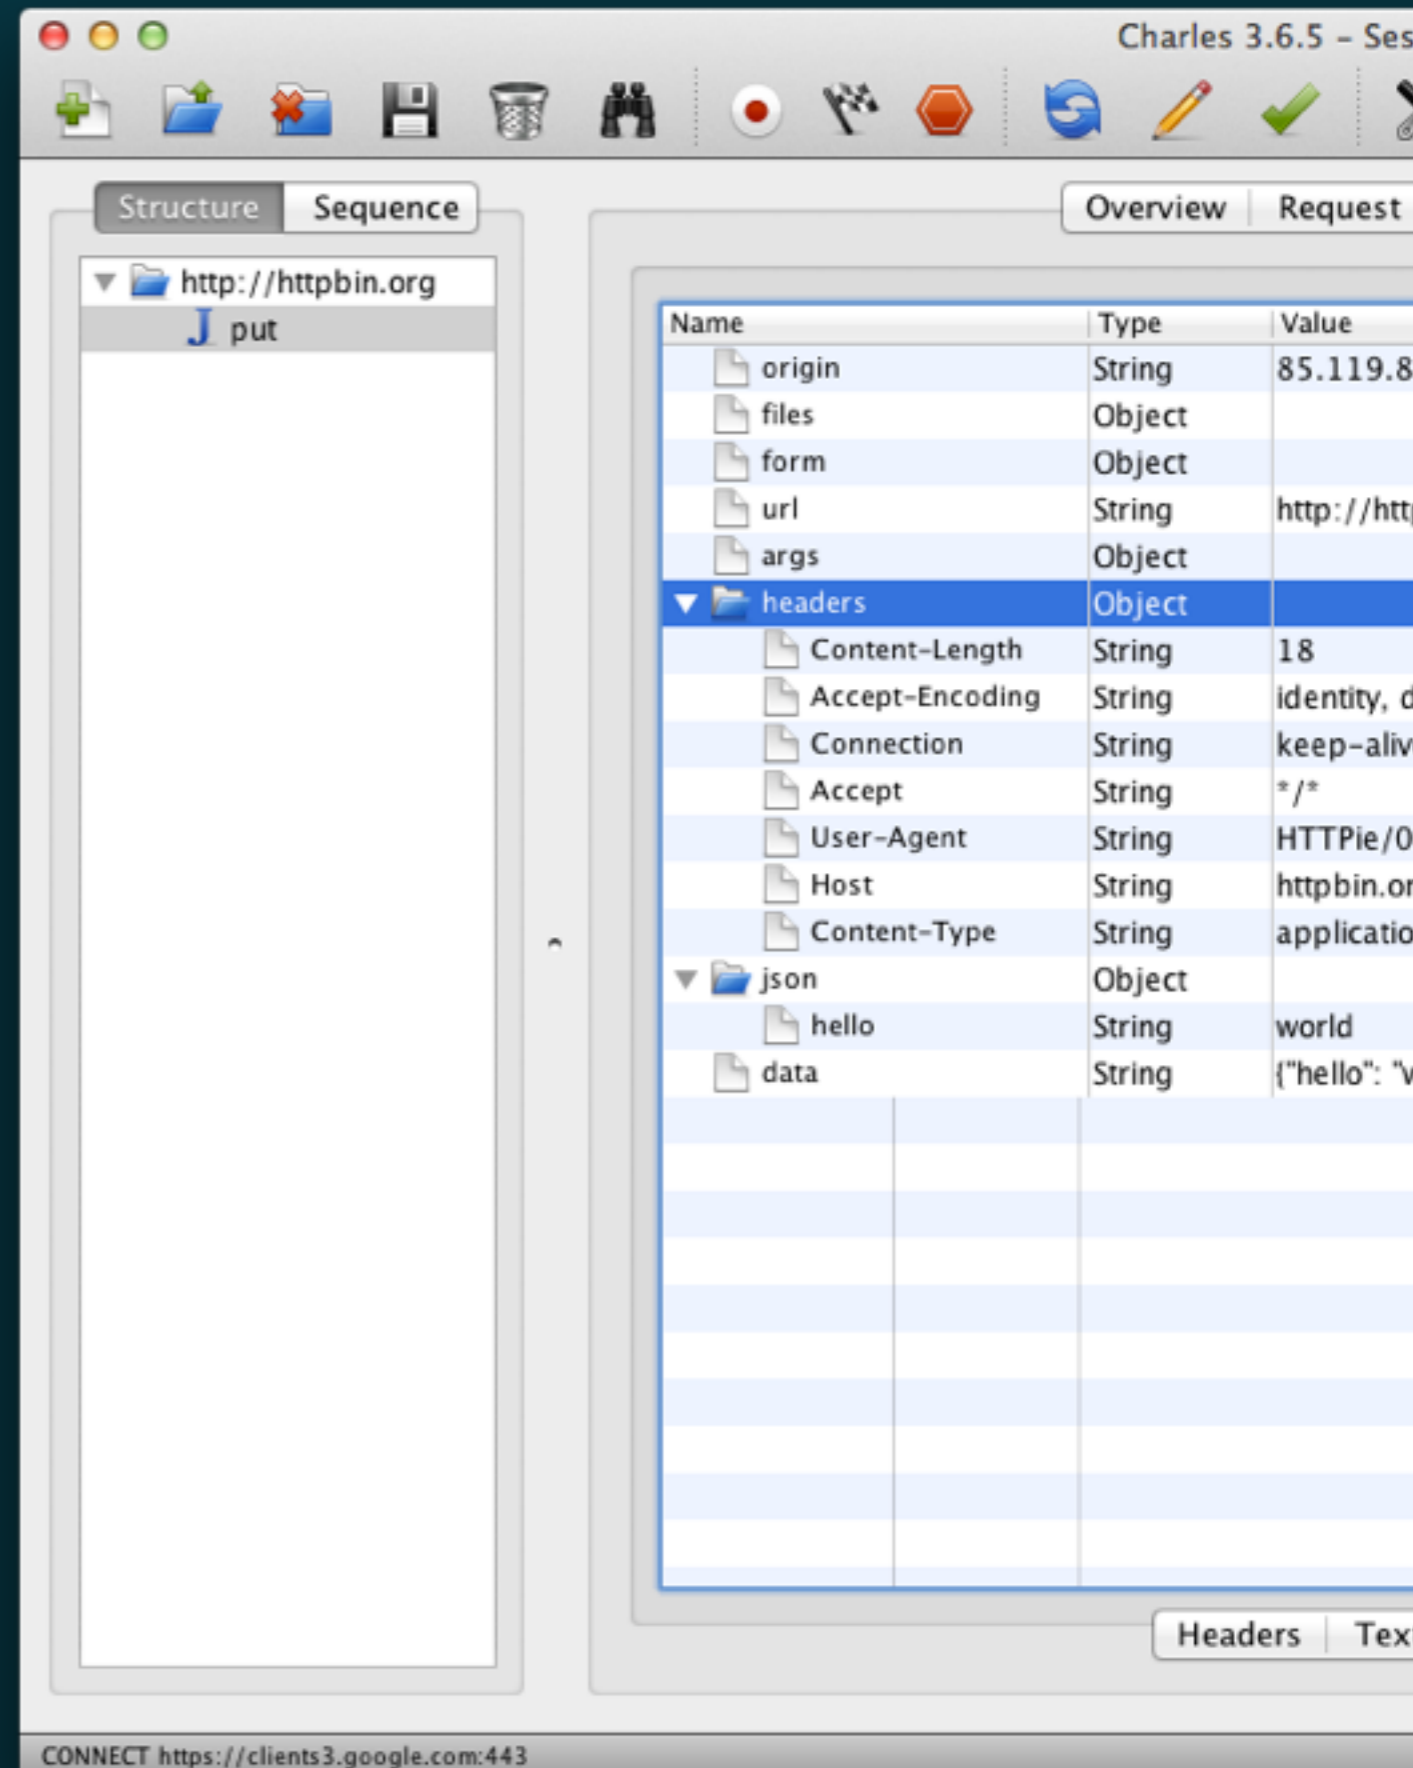 Charles 3.6.5 – Ses
Structure Sequence
Overview Request
http://httpbin.org
put
Name Type Value
origin String 85.119.8
files Object
form Object
url String http://htt
args Object
headers Object
Content-Length String 18
Accept-Encoding String identity, d
Connection String keep-aliv
Accept String */*
User-Agent String HTTPie/0
Host String httpbin.or
Content-Type String applicatio
json Object
hello String world
data String {"hello": "v
Headers Tex
CONNECT https://clients3.google.com:443